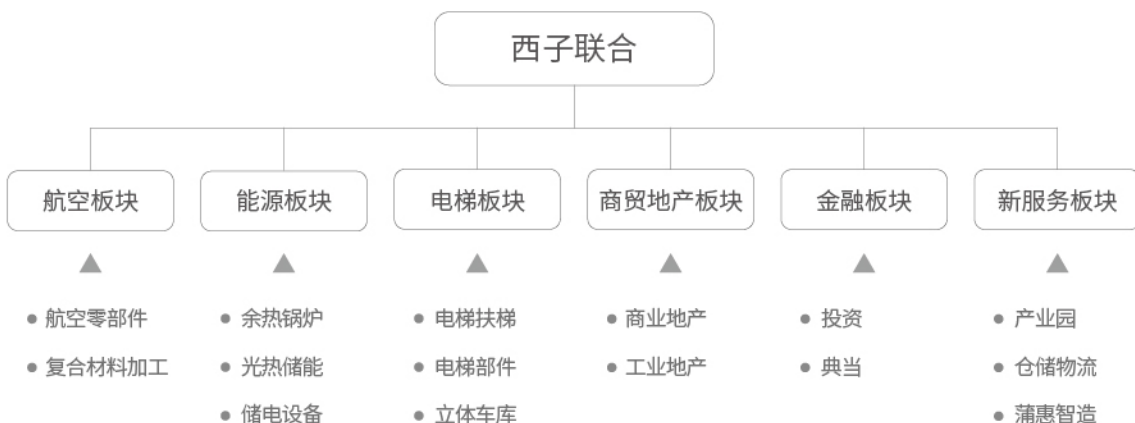 西子联合
航空板块
能源板块
电梯板块
商贸地产板块
金融板块
新服务板块
航空零部件
复合材料加工
余热锅炉
光热储能
储电设备
电梯扶梯
电梯部件
立体车库
商业地产
工业地产
投资
典当
产业园
仓储物流
蒲惠智造